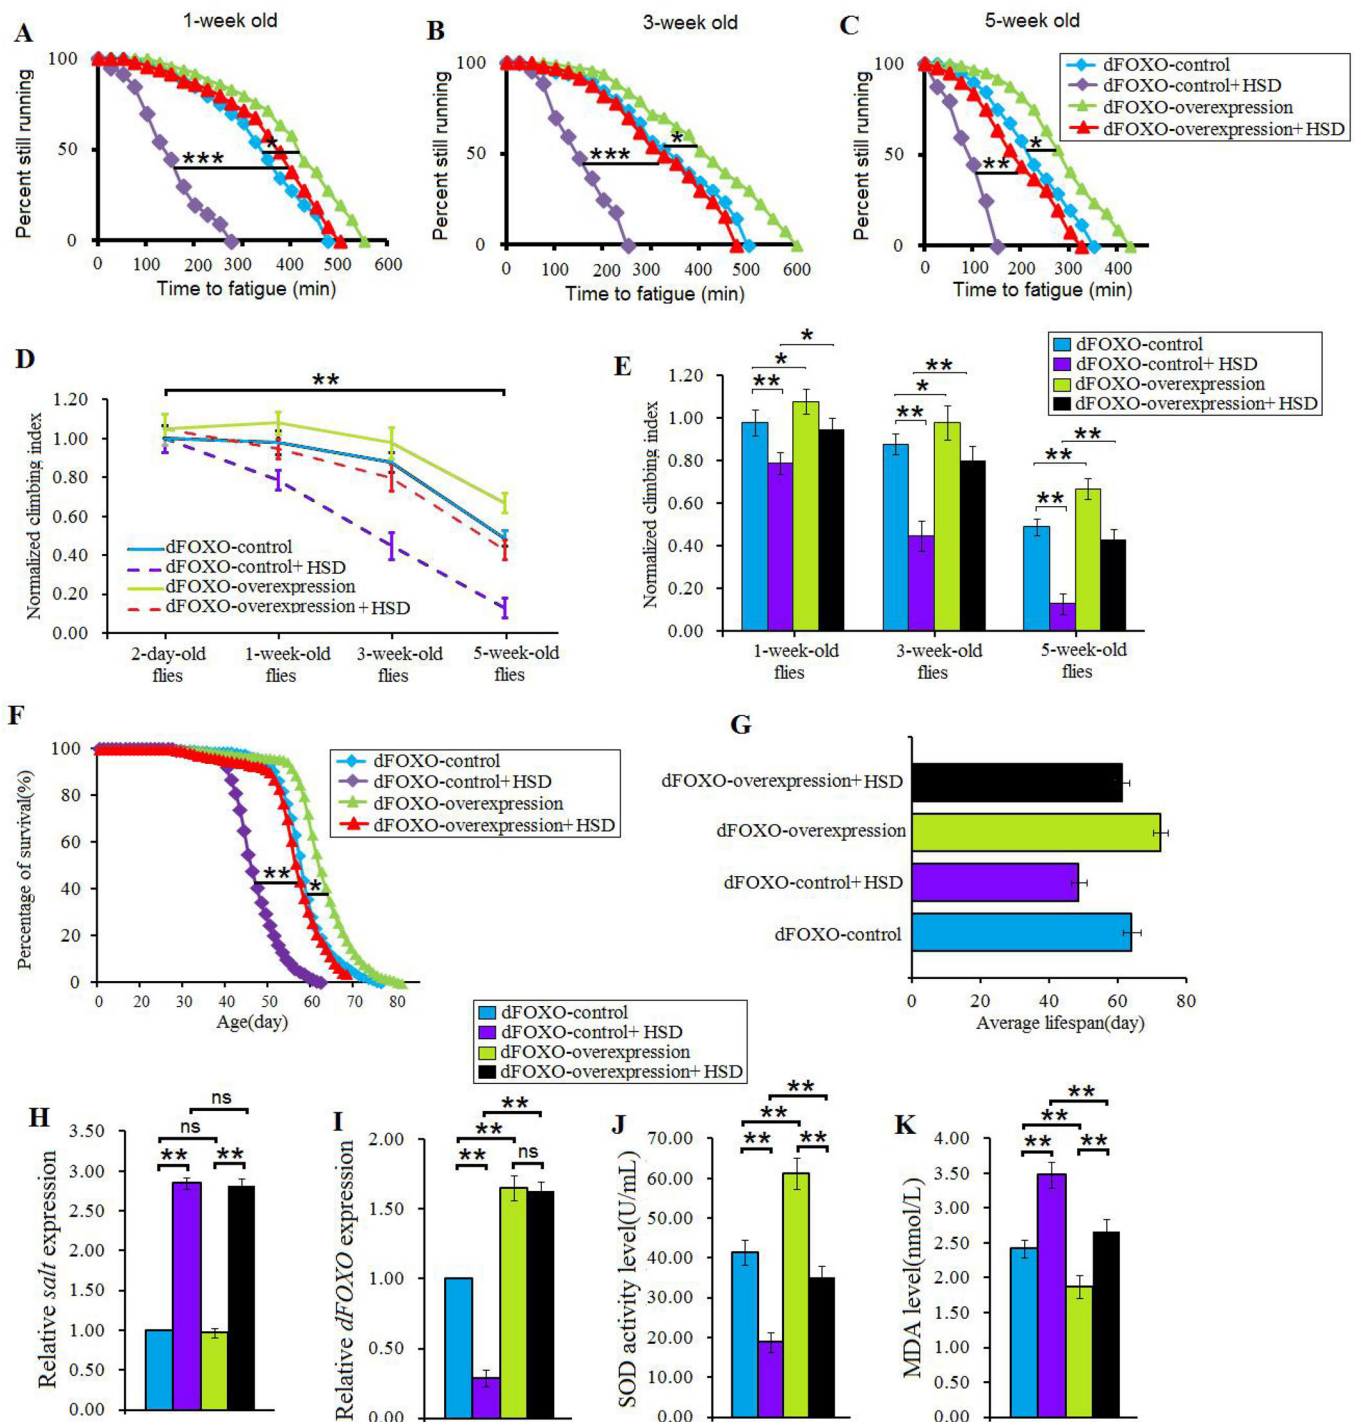 A
1-week old
Percent still running
100
50
0
***
*
0 100 200 300 400 500 600
Time to fatigue (min)
B
3-week old
Percent still running
100
50
0
***
*
0 100 200 300 400 500 600
Time to fatigue (min)
C
5-week old
Percent still running
100
50
0
**
*
0 100 200 300 400
Time to fatigue (min)
dFOXO-control
dFOXO-control+HSD
dFOXO-overexpression
dFOXO-overexpression+HSD
D
**
Normalized climbing index
1.20
1.00
0.80
0.60
0.40
0.20
0.00
dFOXO-control
dFOXO-control+HSD
dFOXO-overexpression
dFOXO-overexpression+HSD
2-day-old flies
1-week-old flies
3-week-old flies
5-week-old flies
E
dFOXO-control
dFOXO-control+HSD
dFOXO-overexpression
dFOXO-overexpression+HSD
Normalized climbing index
1.20
1.00
0.80
0.60
0.40
0.20
0.00
*
*
**
**
*
**
**
**
**
1-week-old flies
3-week-old flies
5-week-old flies
F
Percentage of survival(%)
100
80
60
40
20
0
**
*
dFOXO-control
dFOXO-control+HSD
dFOXO-overexpression
dFOXO-overexpression+HSD
0 20 30 40 50 60 70 80
Age(day)
G
dFOXO-overexpression+HSD
dFOXO-overexpression
dFOXO-control+HSD
dFOXO-control
0 20 40 60 80
Average lifespan(day)
dFOXO-control
dFOXO-control+HSD
dFOXO-overexpression
dFOXO-overexpression+HSD
H
Relative salt expression
3.50
3.00
2.50
2.00
1.50
1.00
0.50
0.00
ns
ns
** **
I
Relative dFOXO expression
2.00
1.50
1.00
0.50
0.00
**
**
** ns
J
SOD activity level(U/mL)
70.00
60.00
50.00
40.00
30.00
20.00
10.00
0.00
**
**
** **
K
MDA level(nmol/L)
4.00
3.50
3.00
2.50
2.00
1.50
1.00
0.50
0.00
**
**
** **